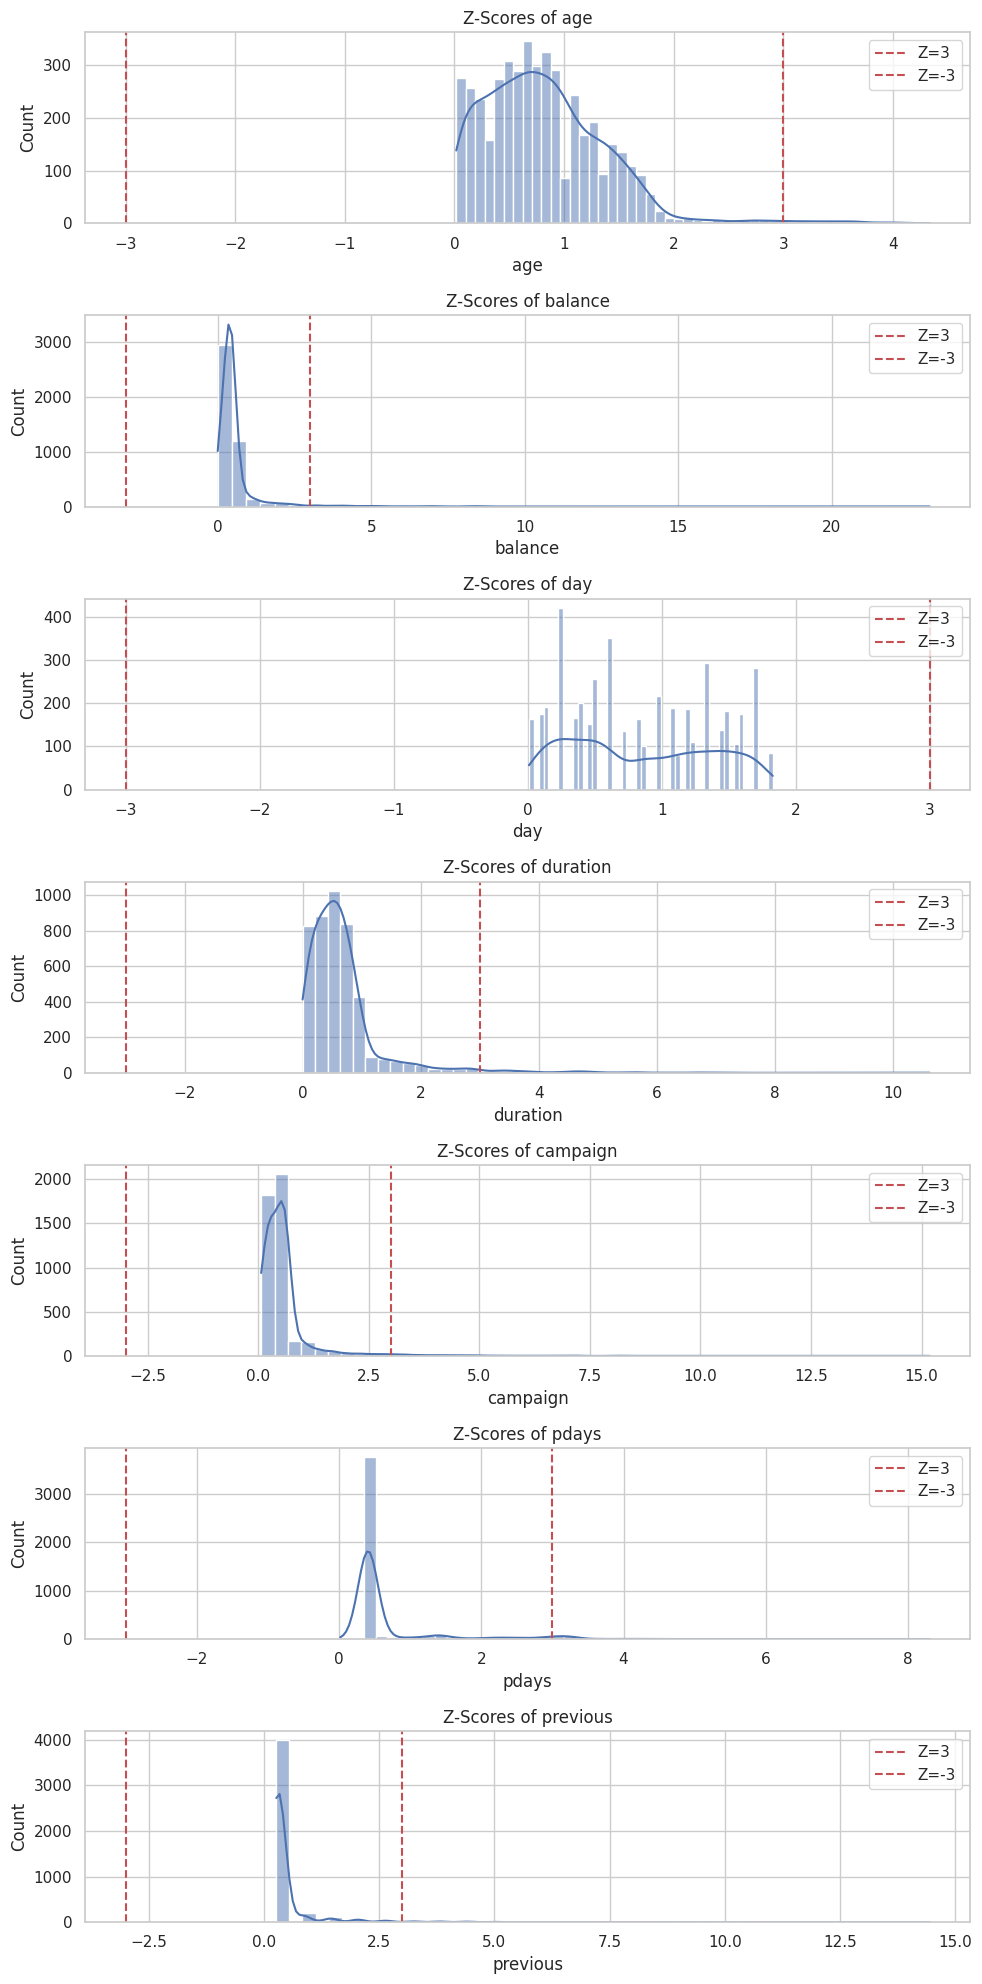 Z-Scores of age
Count
300
200
100
0
−3 −2 −1 0 1 2 3 4
age
Z=3
Z=-3
Z-Scores of balance
Count
3000
2000
1000
0
0 5 10 15 20
balance
Z=3
Z=-3
Z-Scores of day
Count
400
300
200
100
0
−3 −2 −1 0 1 2 3
day
Z=3
Z=-3
Z-Scores of duration
Count
1000
800
600
400
200
0
−2 0 2 4 6 8 10
duration
Z=3
Z=-3
Z-Scores of campaign
Count
2000
1500
1000
500
0
−2.5 0.0 2.5 5.0 7.5 10.0 12.5 15.0
campaign
Z=3
Z=-3
Z-Scores of pdays
Count
3000
2000
1000
0
−2 0 2 4 6 8
pdays
Z=3
Z=-3
Z-Scores of previous
Count
4000
3000
2000
1000
0
−2.5 0.0 2.5 5.0 7.5 10.0 12.5 15.0
previous
Z=3
Z=-3